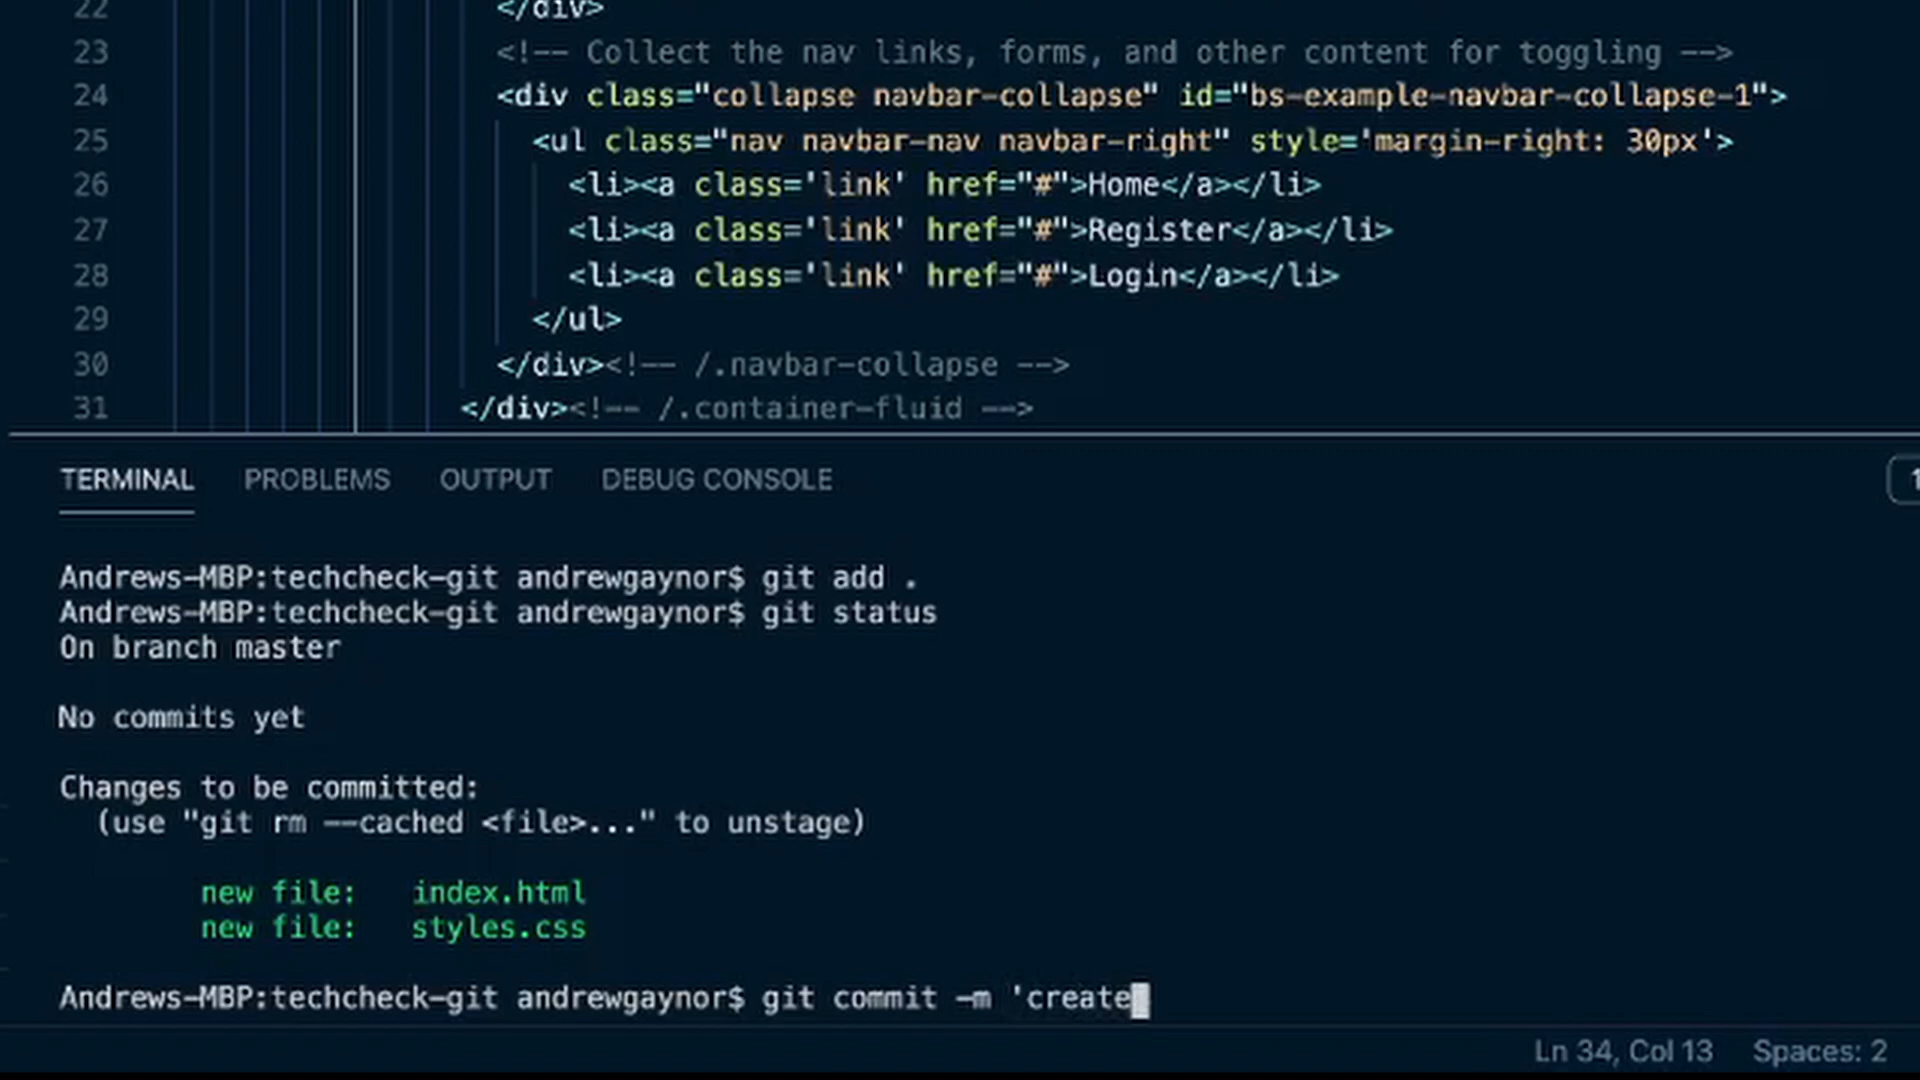 22 </div>
23 <!-- Collect the nav links, forms, and other content for toggling -->
24 <div class="collapse navbar-collapse" id="bs-example-navbar-collapse-1">
25 <ul class="nav navbar-nav navbar-right" style='margin-right: 30px'>
26 <li><a class='link' href="#">Home</a></li>
27 <li><a class='link' href="#">Register</a></li>
28 <li><a class='link' href="#">Login</a></li>
29 </ul>
30 </div><!-- /.navbar-collapse -->
31 </div><!-- /.container-fluid -->
TERMINAL PROBLEMS OUTPUT DEBUG CONSOLE
Andrews-MBP:techcheck-git andrewgaynor$ git add .
Andrews-MBP:techcheck-git andrewgaynor$ git status
On branch master
No commits yet
Changes to be committed:
(use "git rm --cached <file>..." to unstage)
new file: index.html
new file: styles.css
Andrews-MBP:techcheck-git andrewgaynor$ git commit -m 'create
Ln 34, Col 13 Spaces: 2